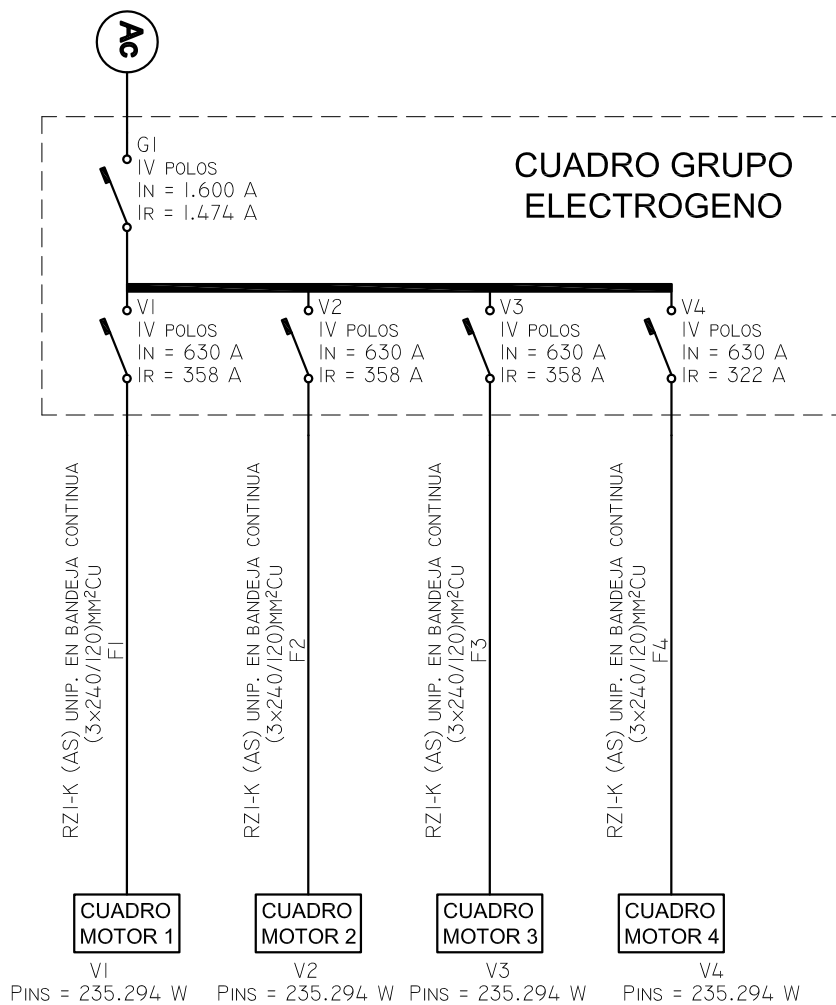 Ac
G1
IV POLOS
IN = 1.600 A
IR = 1.474 A
CUADRO GRUPO
ELECTROGENO
V1
IV POLOS
IN = 630 A
IR = 358 A
V2
IV POLOS
IN = 630 A
IR = 358 A
V3
IV POLOS
IN = 630 A
IR = 358 A
V4
IV POLOS
IN = 630 A
IR = 322 A
RZ1-K (AS) UNIP. EN BANDEJA CONTINUA
(3x240/120)MM²CU
F1
RZ1-K (AS) UNIP. EN BANDEJA CONTINUA
(3x240/120)MM²CU
F2
RZ1-K (AS) UNIP. EN BANDEJA CONTINUA
(3x240/120)MM²CU
F3
RZ1-K (AS) UNIP. EN BANDEJA CONTINUA
(3x240/120)MM²CU
F4
CUADRO
MOTOR 1
V1
PINS = 235.294 W
CUADRO
MOTOR 2
V2
PINS = 235.294 W
CUADRO
MOTOR 3
V3
PINS = 235.294 W
CUADRO
MOTOR 4
V4
PINS = 235.294 W